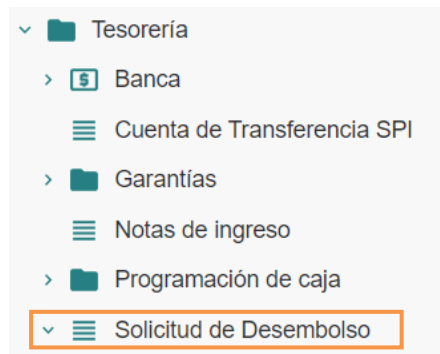 Tesorería
Banca
Cuenta de Transferencia SPI
Garantías
Notas de ingreso
Programación de caja
Solicitud de Desembolso